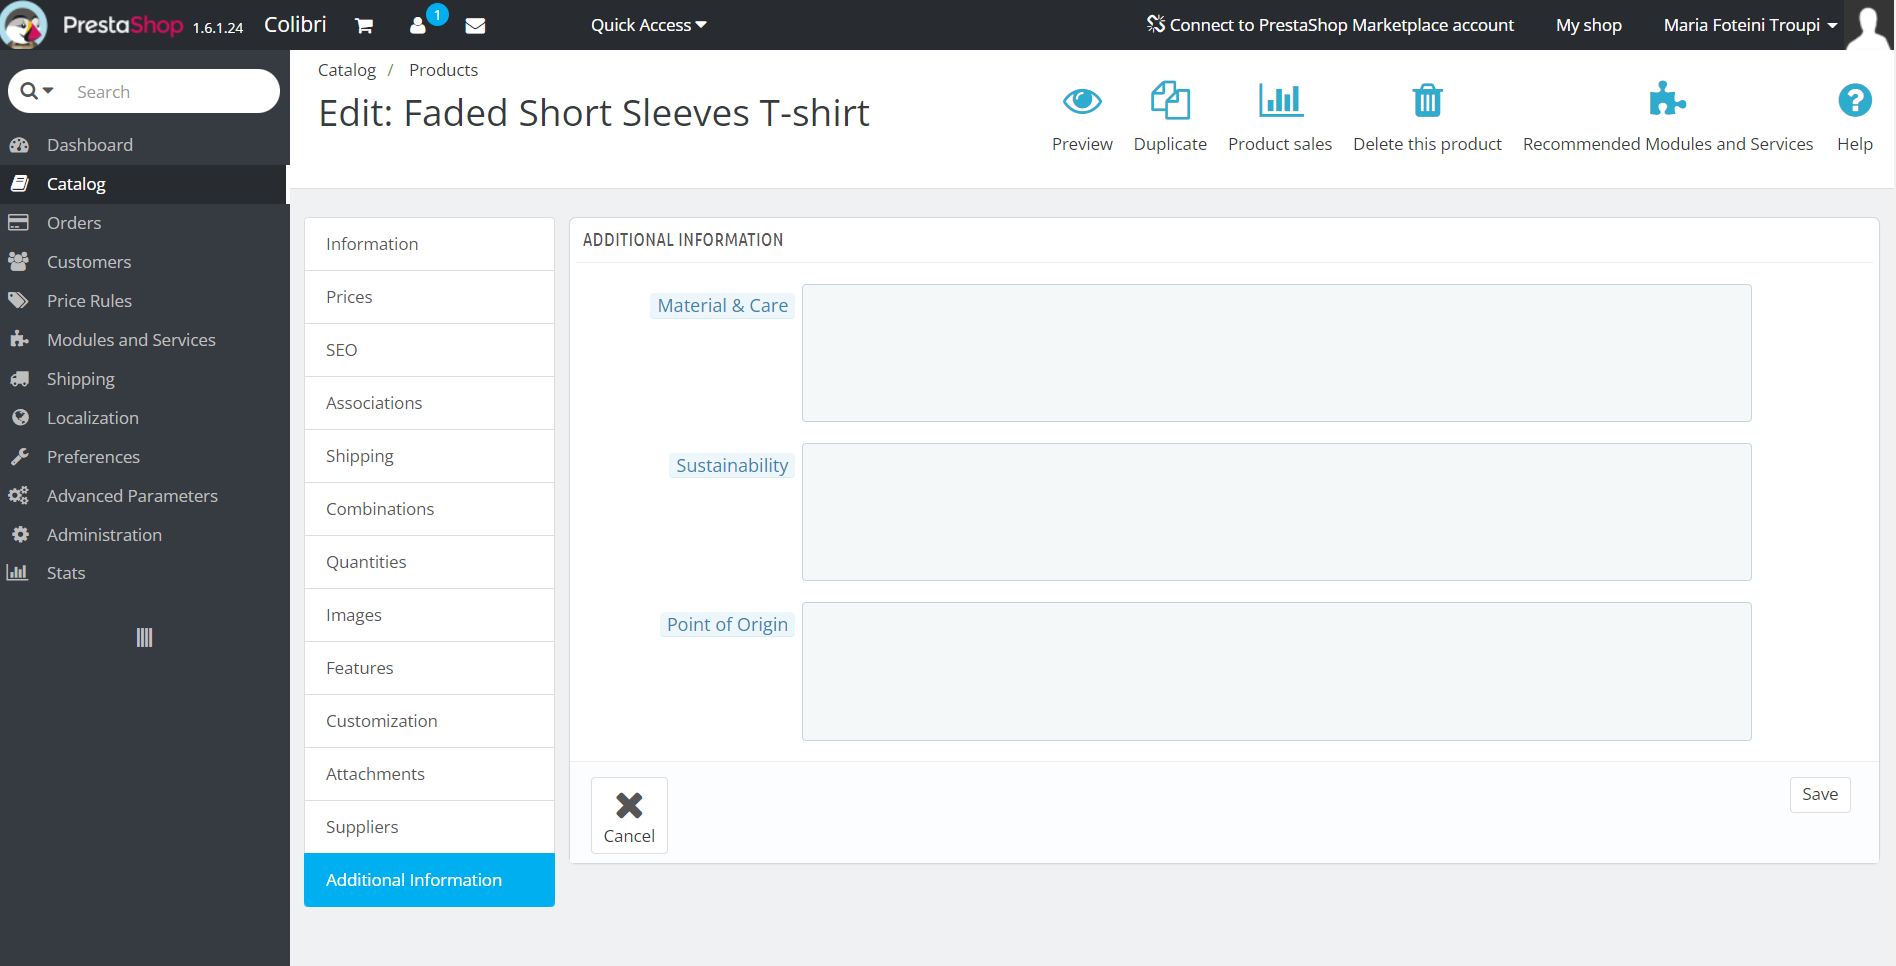 PrestaShop 1.6.1.24 Colibri 1 Quick Access Connect to PrestaShop Marketplace account My shop Maria Foteini Troupi
Search
Dashboard
Catalog
Orders
Customers
Price Rules
Modules and Services
Shipping
Localization
Preferences
Advanced Parameters
Administration
Stats
Catalog / Products
Edit: Faded Short Sleeves T-shirt
Preview Duplicate Product sales Delete this product Recommended Modules and Services Help
Information
Prices
SEO
Associations
Shipping
Combinations
Quantities
Images
Features
Customization
Attachments
Suppliers
Additional Information
ADDITIONAL INFORMATION
Material & Care
Sustainability
Point of Origin
Cancel
Save